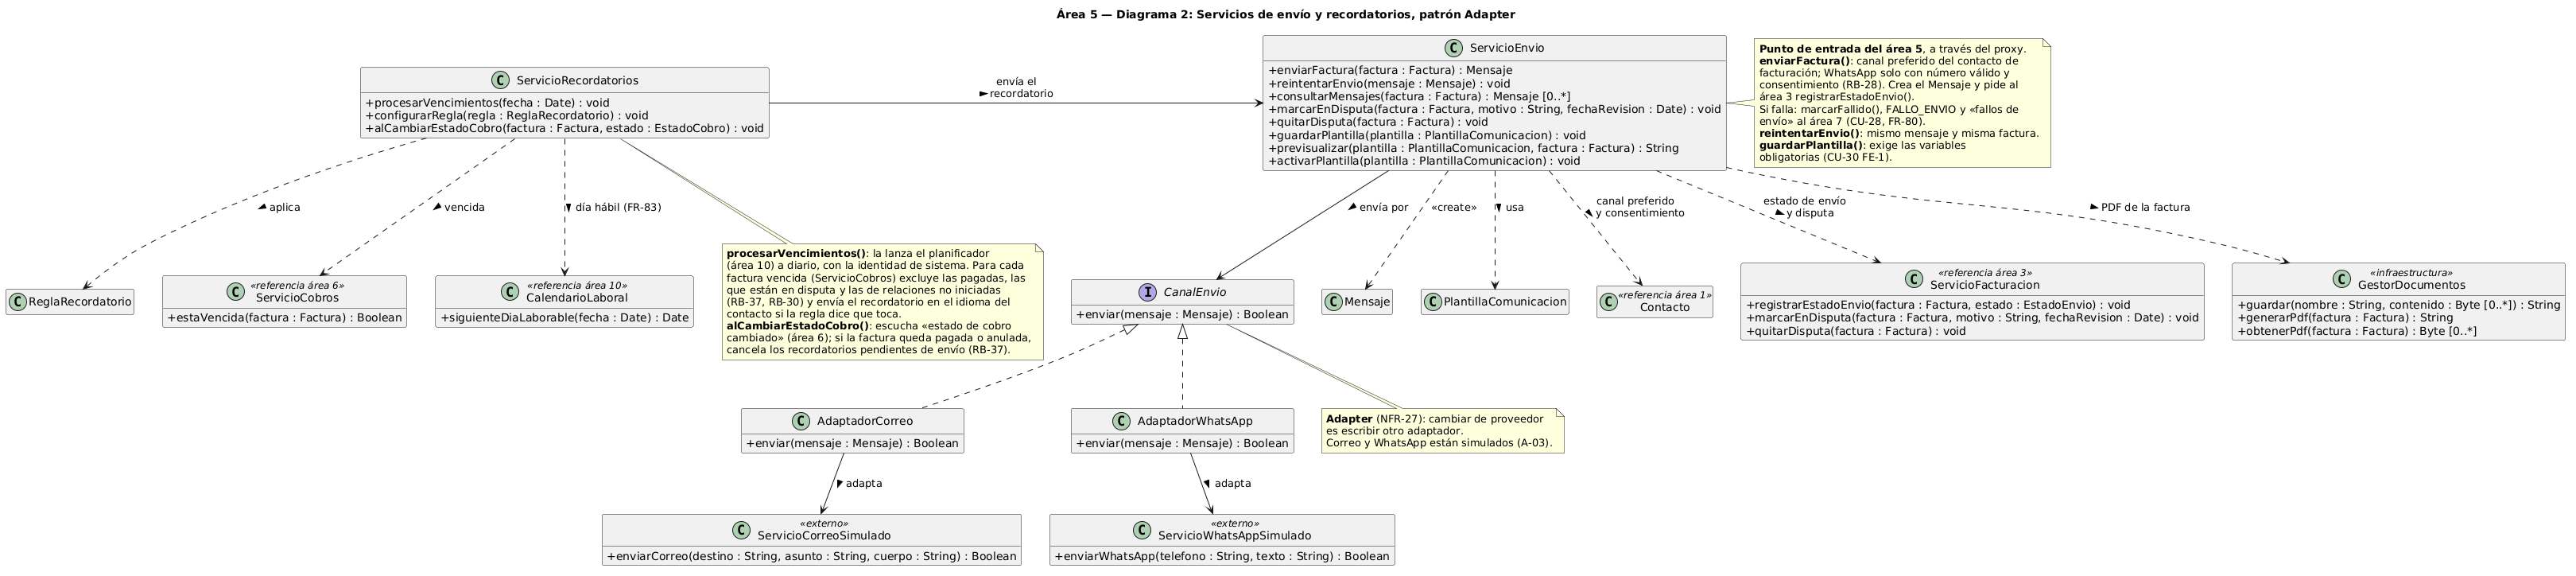 Área 5 — Diagrama 2: Servicios de envío y recordatorios, patrón Adapter
ServicioRecordatorios
+procesarVencimientos(fecha : Date) : void
+configurarRegla(regla : ReglaRecordatorio) : void
+alCambiarEstadoCobro(factura : Factura, estado : EstadoCobro) : void
envía el
recordatorio
ServicioEnvio
+enviarFactura(factura : Factura) : Mensaje
+reintentarEnvio(mensaje : Mensaje) : void
+consultarMensajes(factura : Factura) : Mensaje [0..*]
+marcarEnDisputa(factura : Factura, motivo : String, fechaRevision : Date) : void
+quitarDisputa(factura : Factura) : void
+guardarPlantilla(plantilla : PlantillaComunicacion) : void
+previsualizar(plantilla : PlantillaComunicacion, factura : Factura) : String
+activarPlantilla(plantilla : PlantillaComunicacion) : void
Punto de entrada del área 5, a través del proxy.
enviarFactura(): canal preferido del contacto de
facturación; WhatsApp solo con número válido y
consentimiento (RB-28). Crea el Mensaje y pide al
área 3 registrarEstadoEnvio().
Si falla: marcarFallido(), FALLO_ENVIO y «fallos de
envío» al área 7 (CU-28, FR-80).
reintentarEnvio(): mismo mensaje y misma factura.
guardarPlantilla(): exige las variables
obligatorias (CU-30 FE-1).
aplica
vencida
día hábil (FR-83)
envía por
«create»
usa
canal preferido
y consentimiento
estado de envío
y disputa
PDF de la factura
ReglaRecordatorio
«referencia área 6»
ServicioCobros
+estaVencida(factura : Factura) : Boolean
«referencia área 10»
CalendarioLaboral
+siguienteDiaLaborable(fecha : Date) : Date
procesarVencimientos(): la lanza el planificador
(área 10) a diario, con la identidad de sistema. Para cada
factura vencida (ServicioCobros) excluye las pagadas, las
que están en disputa y las de relaciones no iniciadas
(RB-37, RB-30) y envía el recordatorio en el idioma del
contacto si la regla dice que toca.
alCambiarEstadoCobro(): escucha «estado de cobro
cambiado» (área 6); si la factura queda pagada o anulada,
cancela los recordatorios pendientes de envío (RB-37).
CanalEnvio
+enviar(mensaje : Mensaje) : Boolean
Mensaje
PlantillaComunicacion
«referencia área 1»
Contacto
«referencia área 3»
ServicioFacturacion
+registrarEstadoEnvio(factura : Factura, estado : EstadoEnvio) : void
+marcarEnDisputa(factura : Factura, motivo : String, fechaRevision : Date) : void
+quitarDisputa(factura : Factura) : void
«infraestructura»
GestorDocumentos
+guardar(nombre : String, contenido : Byte [0..*]) : String
+generarPdf(factura : Factura) : String
+obtenerPdf(factura : Factura) : Byte [0..*]
AdaptadorCorreo
+enviar(mensaje : Mensaje) : Boolean
AdaptadorWhatsApp
+enviar(mensaje : Mensaje) : Boolean
Adapter (NFR-27): cambiar de proveedor
es escribir otro adaptador.
Correo y WhatsApp están simulados (A-03).
adapta
adapta
«externo»
ServicioCorreoSimulado
+enviarCorreo(destino : String, asunto : String, cuerpo : String) : Boolean
«externo»
ServicioWhatsAppSimulado
+enviarWhatsApp(telefono : String, texto : String) : Boolean